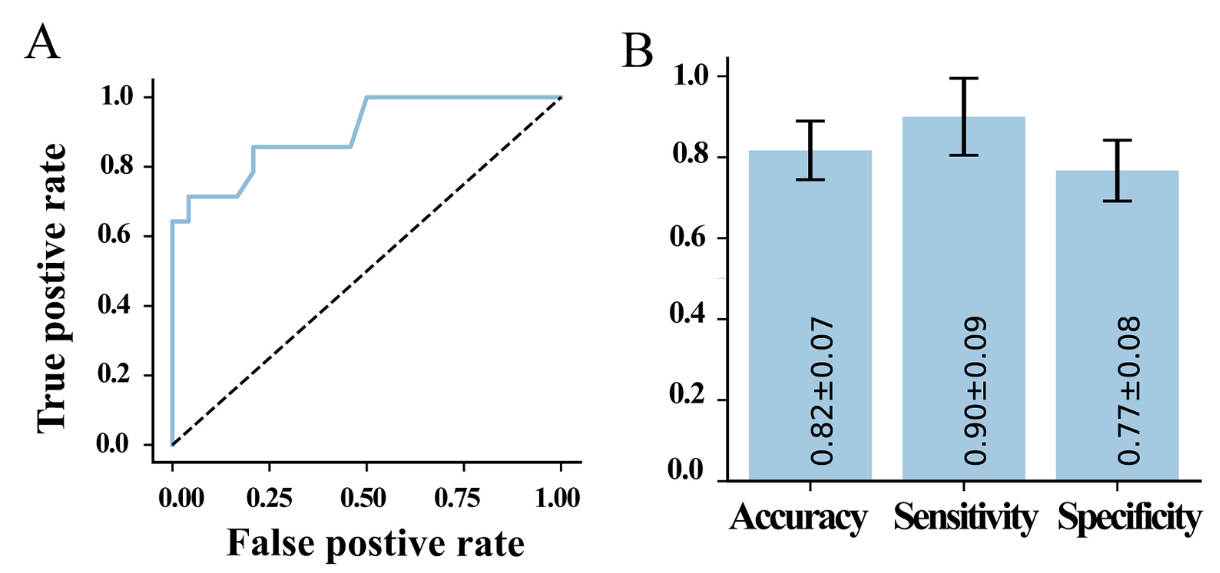 A
True postive rate
1.0
0.8
0.6
0.4
0.2
0.0
0.00 0.25 0.50 0.75 1.00
False postive rate
B
1.0
0.8
0.6
0.4
0.2
0.0
0.82±0.07
0.90±0.09
0.77±0.08
Accuracy Sensitivity Specificity